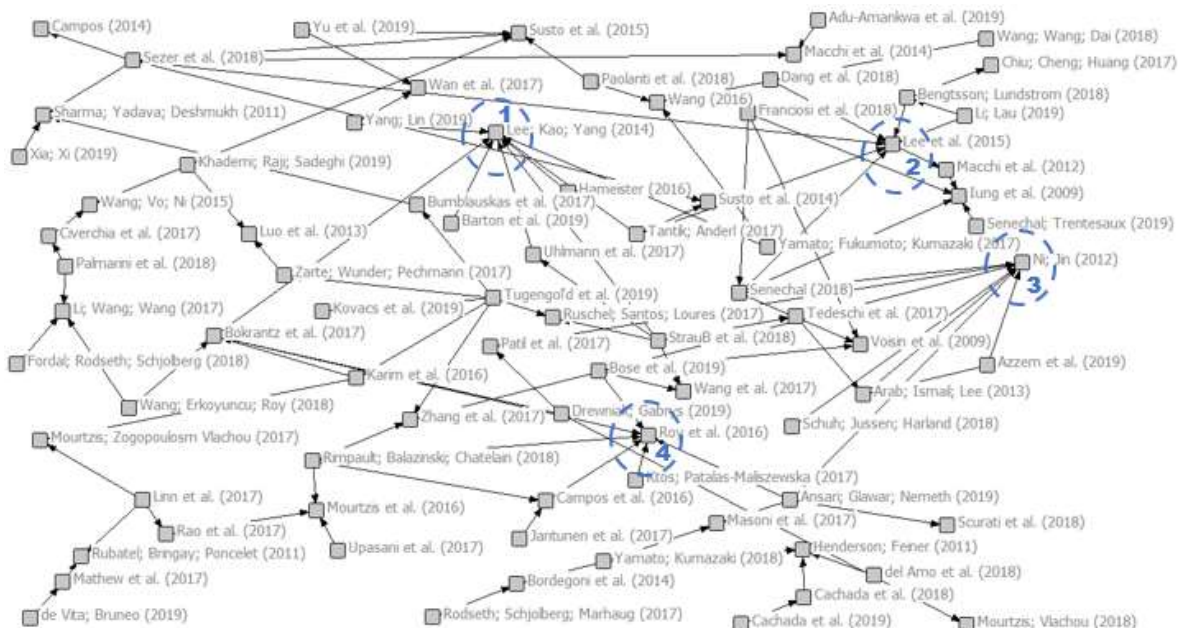 Campos (2014)
Yu et al. (2019)
Susto et al. (2015)
Adu-Amankwa et al. (2019)
Wang; Wang; Dai (2018)
Sezer et al. (2018)
Macchi et al. (2014)
Chiu; Cheng; Huang (2017)
Wan et al. (2017)
Paolanti et al. (2018)
Dang et al. (2018)
Bengtsson; Lundstrom (2018)
Wang (2016)
Sharma; Yadava; Deshmukh (2011)
Franciosi et al. (2018)
Li; Lau (2019)
Yang; Lin (2019)
1
Lee; Kao; Yang (2014)
Lee et al. (2015)
2
Xia; Xi (2019)
Khademi; Raji; Sadeghi (2019)
Macchi et al. (2012)
Hameister (2016)
Iung et al. (2009)
Wang; Vo; Ni (2015)
Bumblauskas et al. (2017)
Susto et al. (2014)
Barton et al. (2019)
Senechal; Trentesaux (2019)
Civerchia et al. (2017)
Luo et al. (2013)
Tantik; Anderl (2017)
Yamato; Fukumoto; Kumazaki (2017)
Uhlmann et al. (2017)
Palmarini et al. (2018)
Ni; Jin (2012)
3
Zarte; Wunder; Pechmann (2017)
Senechal (2018)
Tugengold et al. (2019)
Li; Wang; Wang (2017)
Kovacs et al. (2019)
Ruschel; Santos; Loures (2017)
Tedeschi et al. (2017)
Bokrantz et al. (2017)
Patil et al. (2017)
Strauß et al. (2018)
Voisin et al. (2009)
Fordal; Rodseth; Schjolberg (2018)
Bose et al. (2019)
Azzem et al. (2019)
Karim et al. (2016)
Wang et al. (2017)
Arab; Ismal; Lee (2013)
Wang; Erkoyuncu; Roy (2018)
Zhang et al. (2017)
Drewniak; Gabrys (2019)
Schuh; Jussen; Harland (2018)
Mourtzis; Zogopoulosm Vlachou (2017)
Roy et al. (2016)
4
Rimpault; Balazinski; Chatelain (2018)
Klos; Patalas-Maliszewska (2017)
Linn et al. (2017)
Campos et al. (2016)
Ansari; Glawar; Nemeth (2019)
Mourtzis et al. (2016)
Masoni et al. (2017)
Scurati et al. (2018)
Rao et al. (2017)
Jantunen et al. (2017)
Rubatel; Bringay; Poncelet (2011)
Upasani et al. (2017)
Yamato; Kumazaki (2018)
Henderson; Feiner (2011)
Mathew et al. (2017)
Bordegoni et al. (2014)
del Amo et al. (2018)
Cachada et al. (2018)
de Vita; Bruneo (2019)
Rodseth; Schjolberg; Marhaug (2017)
Cachada et al. (2019)
Mourtzis; Vlachou (2018)